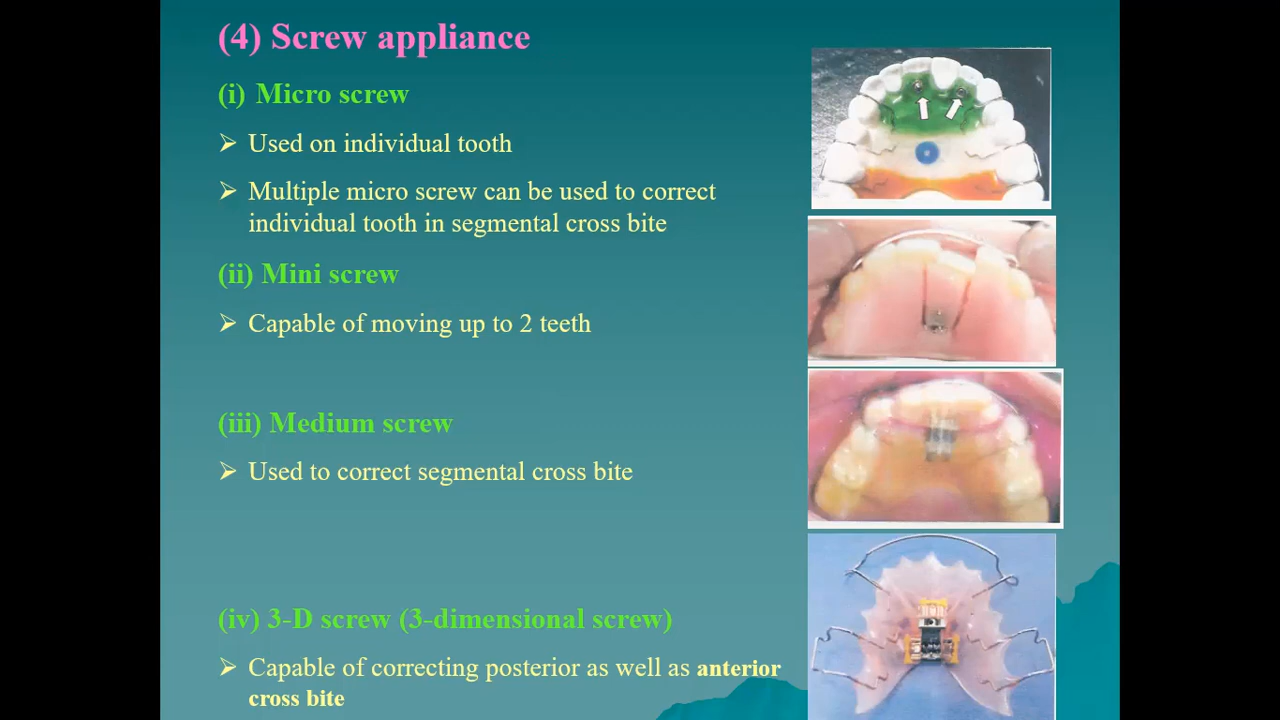 (4) Screw appliance
(i) Micro screw
➢ Used on individual tooth
➢ Multiple micro screw can be used to correct
individual tooth in segmental cross bite
(ii) Mini screw
➢ Capable of moving up to 2 teeth
(iii) Medium screw
➢ Used to correct segmental cross bite
(iv) 3-D screw (3-dimensional screw)
➢ Capable of correcting posterior as well as anterior
cross bite